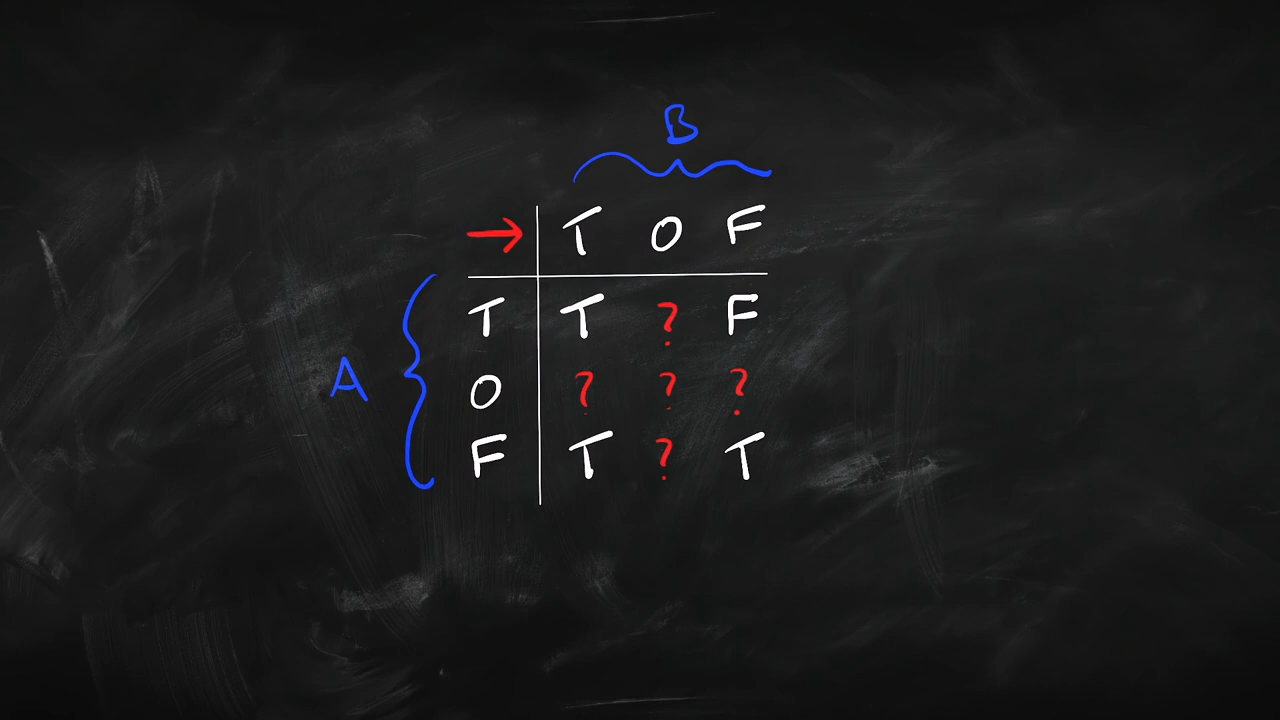 B
→ T O F
T T ? F
A O ? ? ?
F T ? T